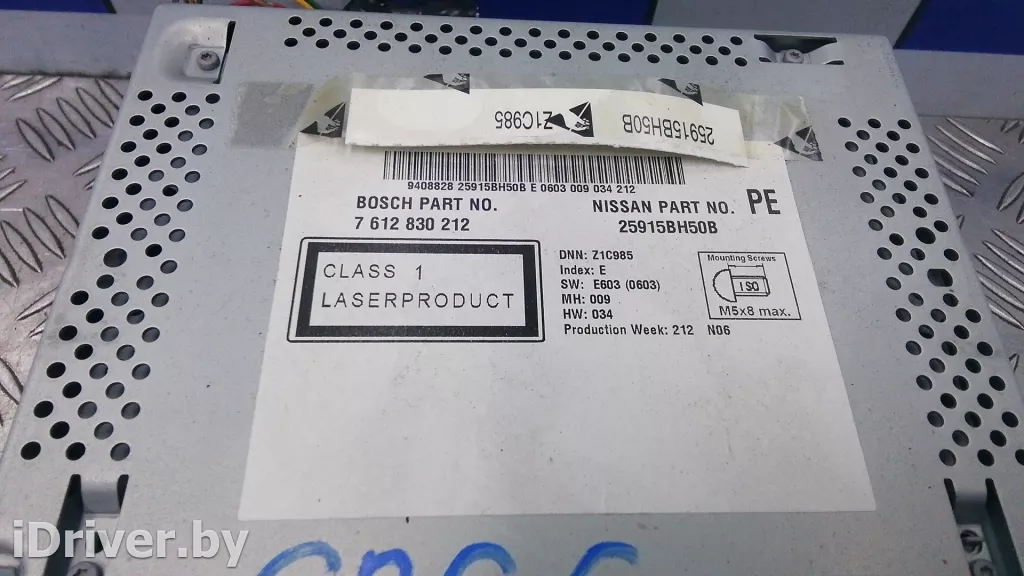 Z1C985 25915BH50B
9408828 25915BH50B E 0603 009 034 212
BOSCH PART NO. NISSAN PART NO. PE
7 612 830 212 25915BH50B
CLASS 1
LASERPRODUCT
DNN: Z1C985
Index: E
SW: E603 (0603)
MH: 009
HW: 034
Production Week: 212 N06
Mounting Screws
ISO
M5x8 max.
iDriver.by